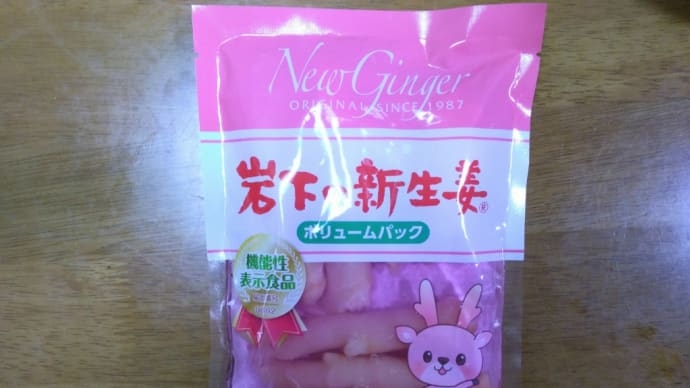 New Ginger
ORIGINAL SINCE 1987
岩下の新生姜®
ボリュームパック
機能性
表示食品